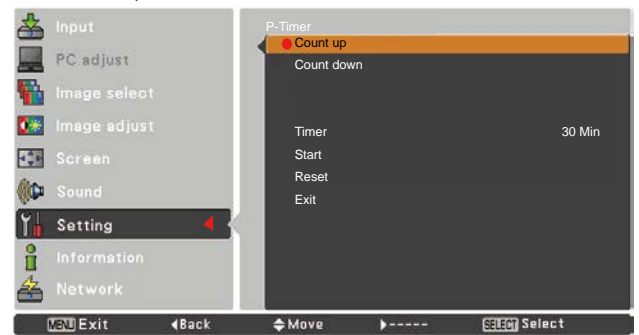 Input
PC adjust
Image select
Image adjust
Screen
Sound
Setting
Information
Network
P-Timer
Count up
Count down
Timer 30 Min
Start
Reset
Exit
MENU Exit Back Move ----- SELECT Select